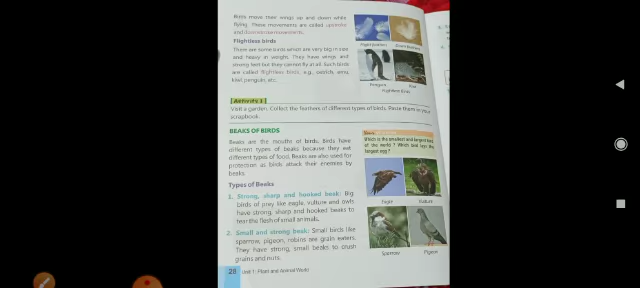 Birds move their wings up and down while
flying. These movements are called upstroke
and downstroke movements.
Flightless birds
There are some birds which are very big in size
and heavy in weight. They have wings and
strong feet but they cannot fly at all. Such birds
are called flightless birds, e.g., ostrich, emu,
kiwi, penguin, etc.
Flight feathers
Down feathers
Penguin
Flightless Birds
Activity 1
Visit a garden. Collect the feathers of different types of birds. Paste them in your
scrapbook.
BEAKS OF BIRDS
Beaks are the mouths of birds. Birds have
different types of beaks because they eat
different types of food. Beaks are also used for
protection as birds attack their enemies by
beaks.
Which is the smallest and largest bird
of the world? Which bird lays the
largest egg?
Types of Beaks
1. Strong, sharp and hooked beak: Big
birds of prey like eagle, vulture and owls
have strong, sharp and hooked beaks to
tear the flesh of small animals.
2. Small and strong beak: Small birds like
sparrow, pigeon, robins are grain eaters.
They have strong, small beaks to crush
grains and nuts.
Eagle
Vulture
Sparrow
Pigeon
28 Unit 1: Plant and Animal World